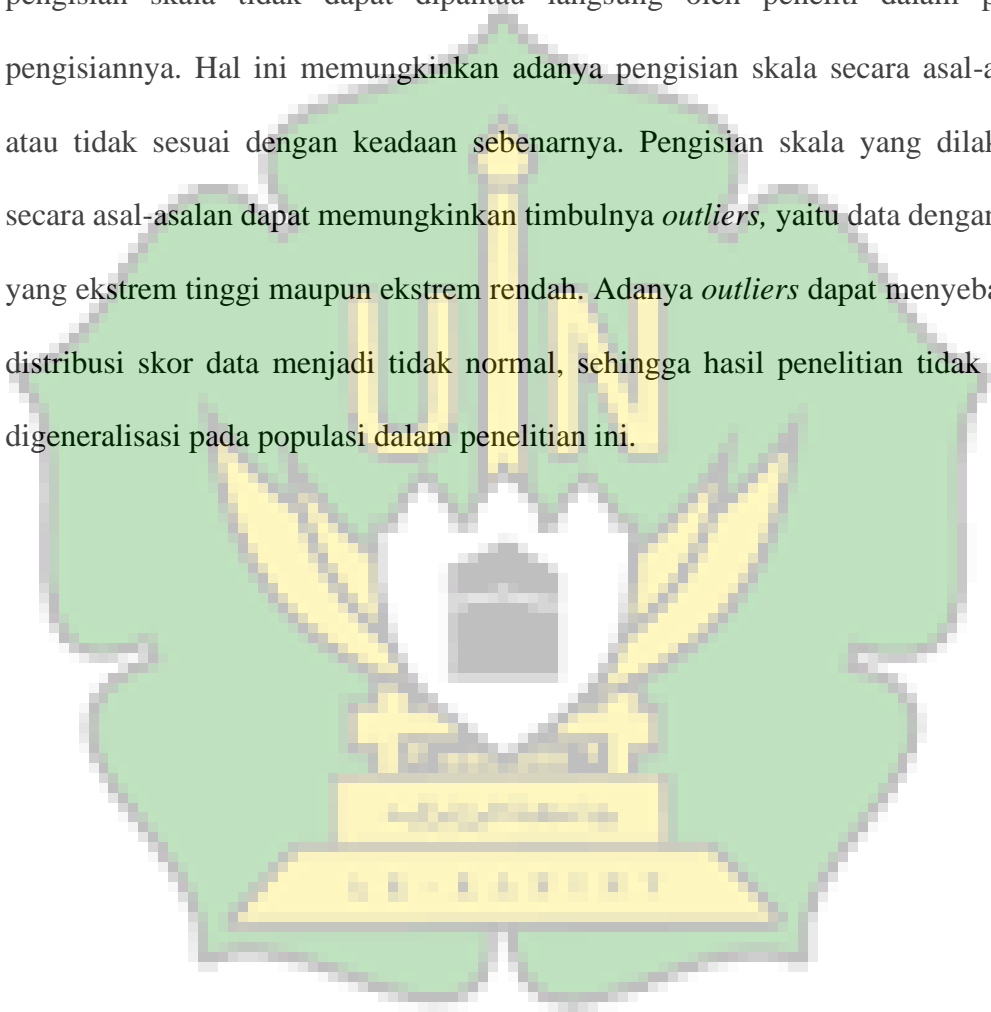 pengisian skala tidak dapat dipantau langsung oleh peneliti dalam
pengisiannya. Hal ini memungkinkan adanya pengisian skala secara
atau tidak sesuai dengan keadaan sebenarnya. Pengisian skala yang
secara asal-asalan dapat memungkinkan timbulnya outliers, yaitu data dengan
yang ekstrem tinggi maupun ekstrem rendah. Adanya outliers dapat
distribusi skor data menjadi tidak normal, sehingga hasil penelitian tidak
digeneralisasi pada populasi dalam penelitian ini.
UIN
AR-RANIRY